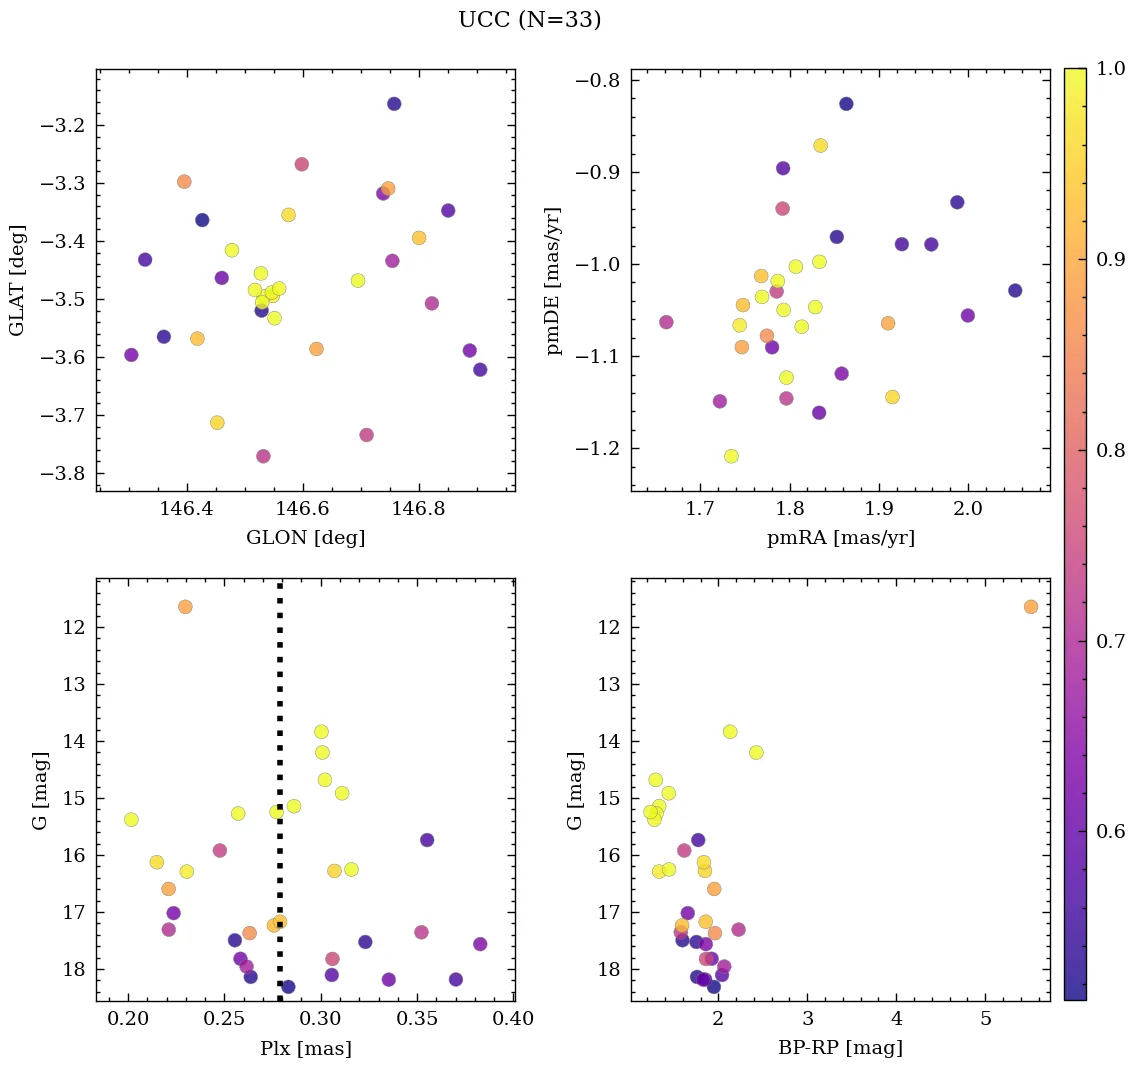 UCC (N=33)
−3.2
−3.3
−3.4
−3.5
−3.6
−3.7
−3.8
GLAT [deg]
146.4 146.6 146.8
GLON [deg]
−0.8
−0.9
−1.0
−1.1
−1.2
pmDE [mas/yr]
1.7 1.8 1.9 2.0
pmRA [mas/yr]
12
13
14
15
16
17
18
G [mag]
0.20 0.25 0.30 0.35 0.40
Plx [mas]
12
13
14
15
16
17
18
G [mag]
2 3 4 5
BP-RP [mag]
1.0
0.9
0.8
0.7
0.6